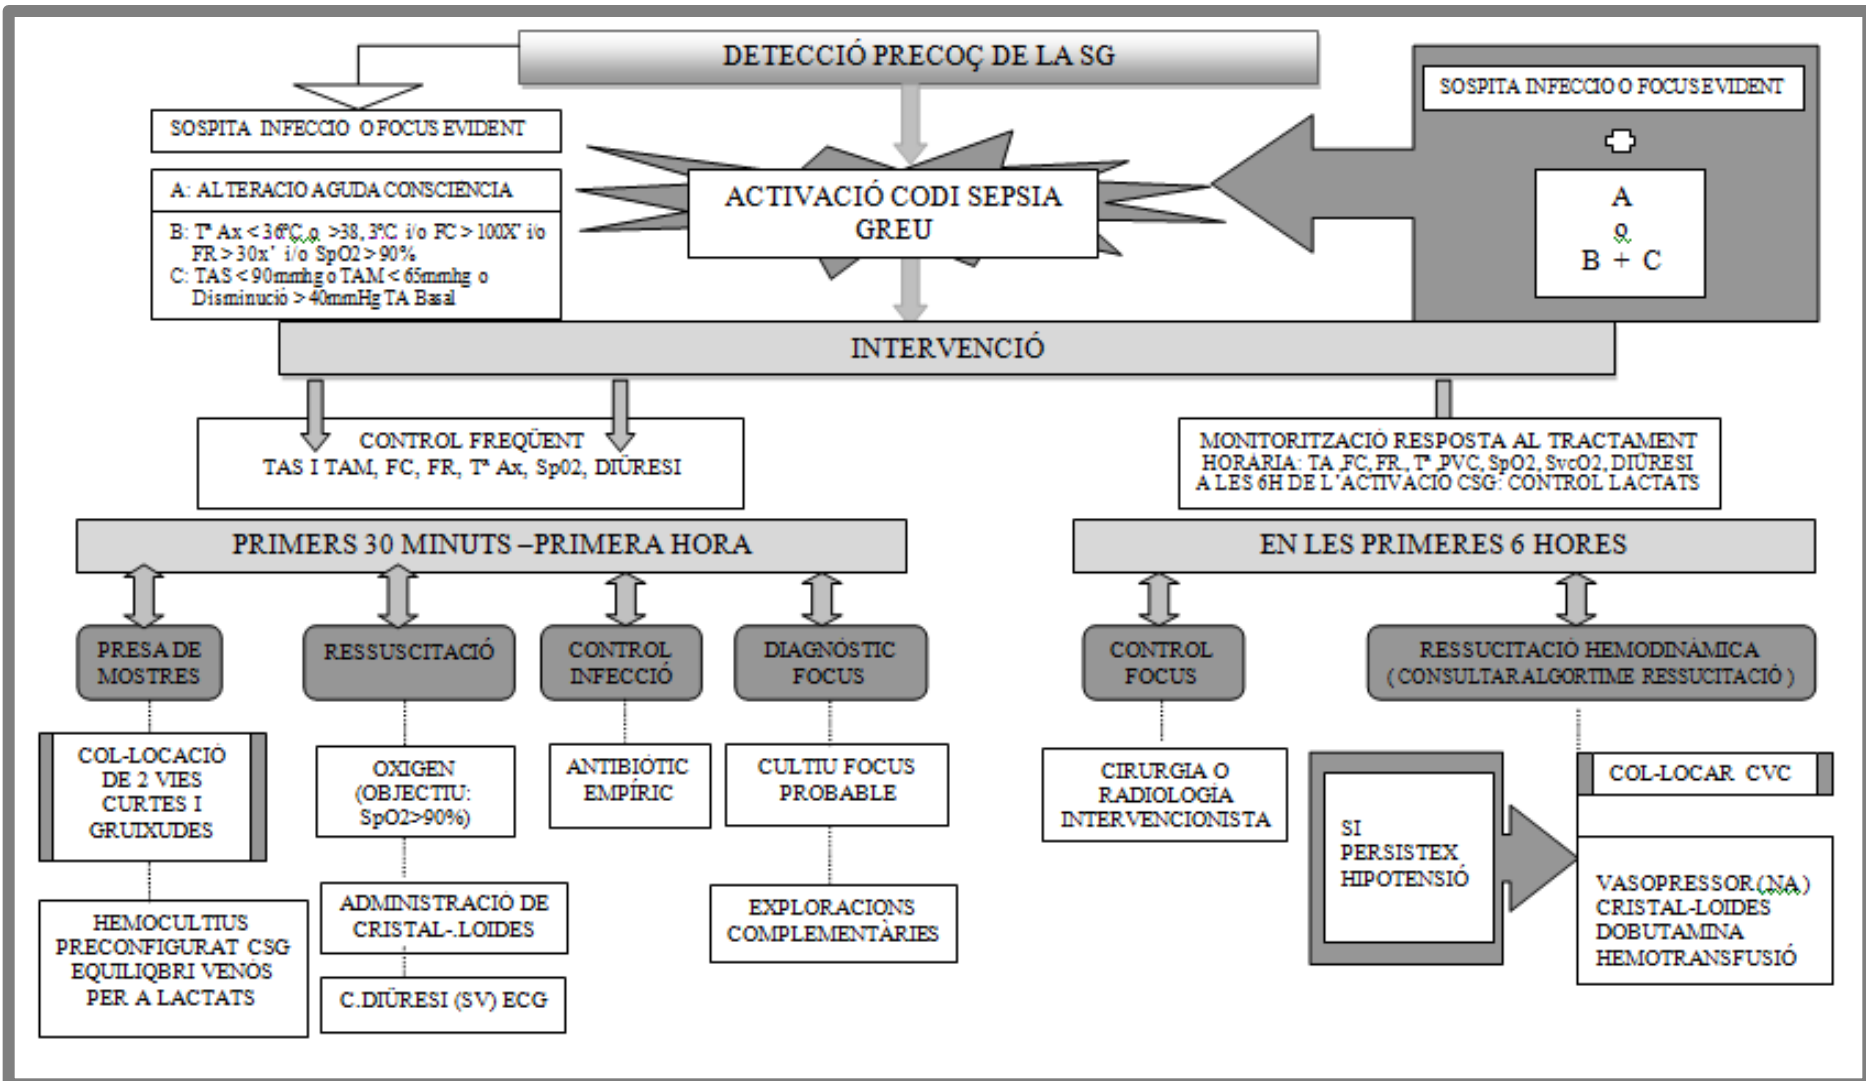 DETECCIÓ PRECOÇ DE LA SG
SOSPITA INFECCIO O FOCUS EVIDENT
A: ALTERACIO AGUDA CONSCIÈNCIA
B: Tª Ax < 36ºC o >38, 3ºC i/o FC > 100X' i/o
FR > 30x' i/o SpO2 > 90%
C: TAS < 90mmhg o TAM < 65mmhg o
Disminució > 40mmHg TA Basal
ACTIVACIÓ CODI SEPSIA
GREU
SOSPITA INFECCIO O FOCUS EVIDENT
A
o
B + C
INTERVENCIÓ
CONTROL FREQÜENT
TAS I TAM, FC, FR, Tª Ax, Sp02, DIÜRESI
MONITORITZACIÓ RESPOSTA AL TRACTAMENT
HORÀRIA: TA ,FC, FR, Tª ,PVC, SpO2, SvcO2, DIÜRESI
A LES 6H DE L'ACTIVACIO CSG: CONTROL LACTATS
PRIMERS 30 MINUTS –PRIMERA HORA
EN LES PRIMERES 6 HORES
PRESA DE
MOSTRES
RESSUSCITACIÓ
CONTROL
INFECCIÓ
DIAGNÒSTIC
FOCUS
CONTROL
FOCUS
RESSUCITACIÓ HEMODINÀMICA
( CONSULTAR ALGORTIME RESSUCITACIÓ )
COL-LOCACIÓ
DE 2 VIES
CURTES I
GRUIXUDES
OXIGEN
(OBJECTIU:
SpO2>90%)
ANTIBIÒTIC
EMPÍRIC
CULTIU FOCUS
PROBABLE
CIRURGIA O
RADIOLOGÍA
INTERVENCIONISTA
SI
PERSISTEX
HIPOTENSIÓ
COL-LOCAR CVC
VASOPRESSOR ( NA )
CRISTAL-LOIDES
DOBUTAMINA
HEMOTRANSFUSIÓ
HEMOCULTIUS
PRECONFIGURAT CSG
EQUILIQBRI VENÓS
PER A LACTATS
ADMINISTRACIÓ DE
CRISTAL-.LOIDES
C.DIÜRESI (SV) ECG
EXPLORACIONS
COMPLEMENTÀRIES